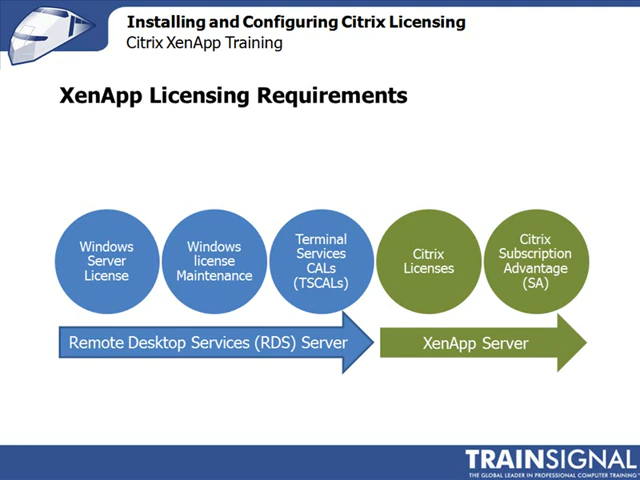 Installing and Configuring Citrix Licensing
Citrix XenApp Training
XenApp Licensing Requirements
Windows
Server
License
Windows
license
Maintenance
Terminal
Services
CALs
(TSCALs)
Citrix
Licenses
Citrix
Subscription
Advantage
(SA)
Remote Desktop Services (RDS) Server
XenApp Server
TRAINSIGNAL
THE GLOBAL LEADER IN PROFESSIONAL COMPUTER TRAINING